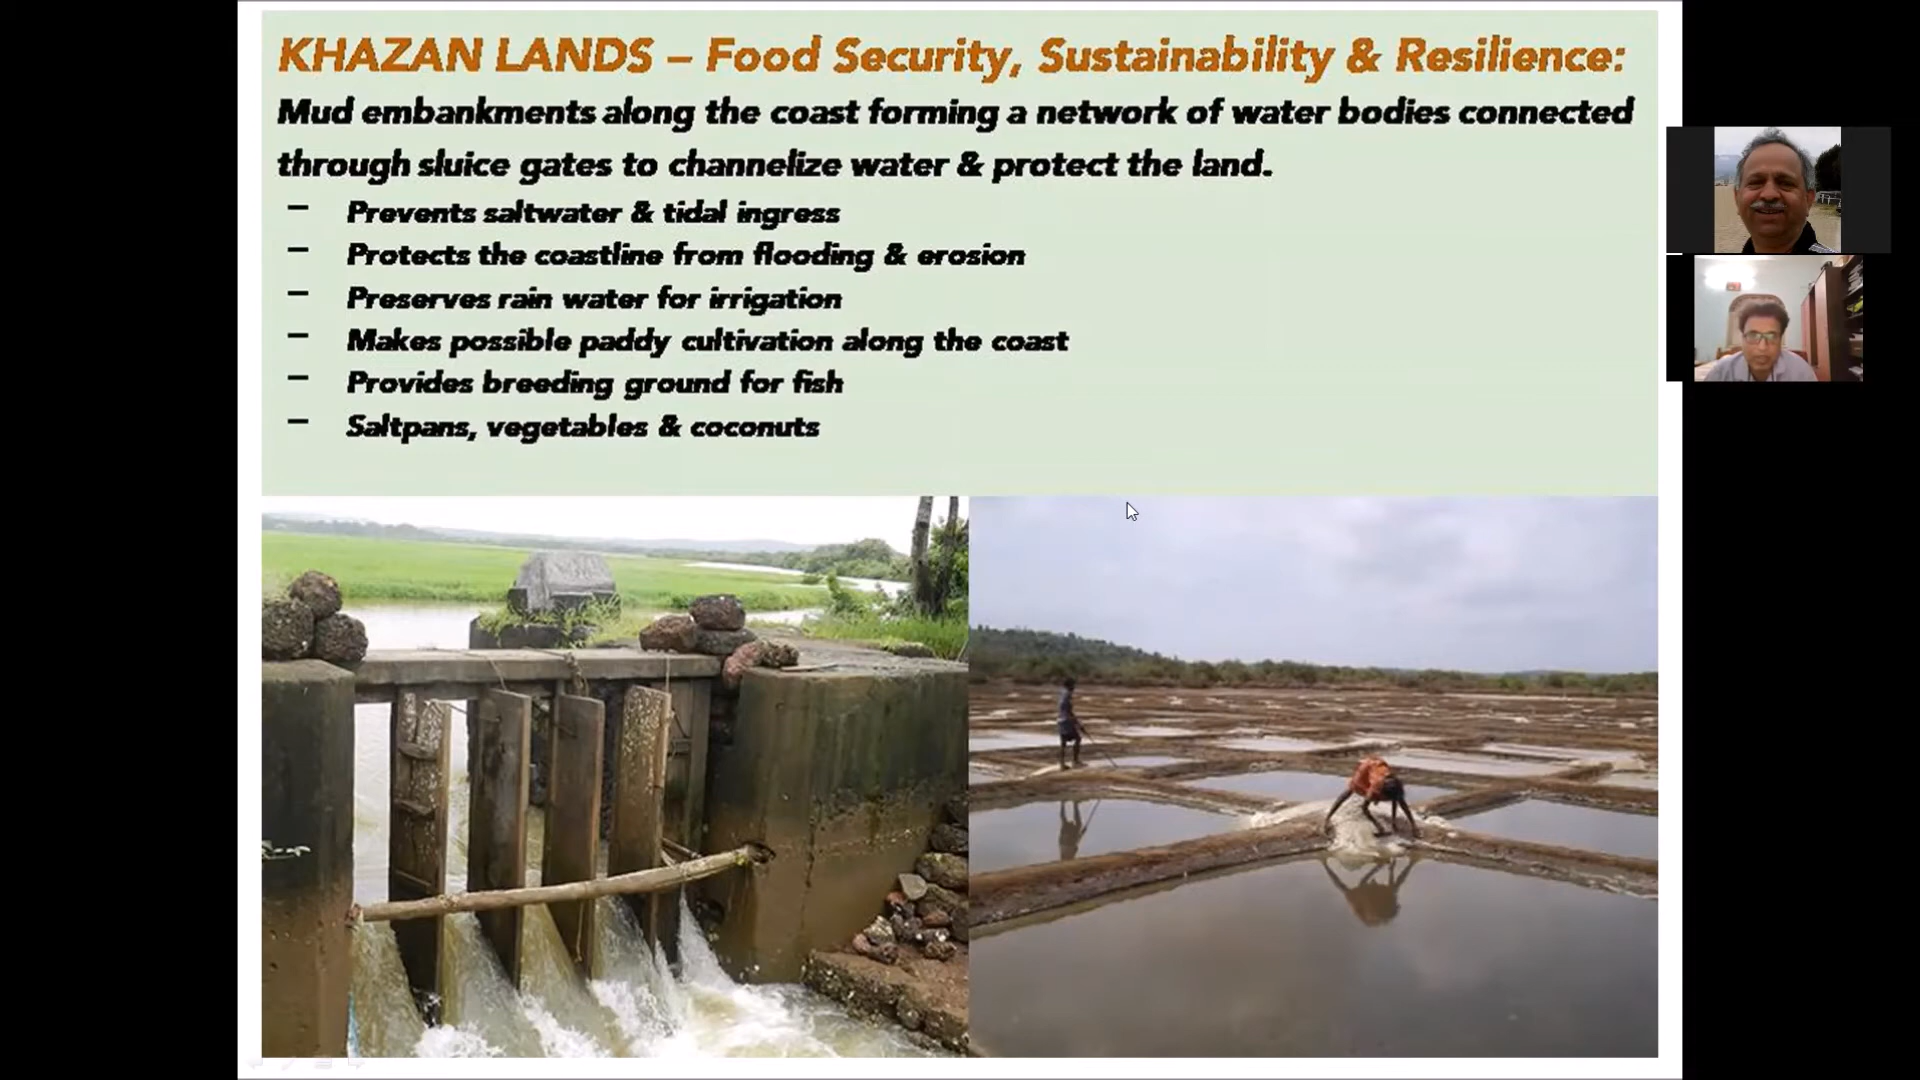 KHAZAN LANDS – Food Security, Sustainability & Resilience:
Mud embankments along the coast forming a network of water bodies connected
through sluice gates to channelize water & protect the land.
– Prevents saltwater & tidal ingress
– Protects the coastline from flooding & erosion
– Preserves rain water for irrigation
– Makes possible paddy cultivation along the coast
– Provides breeding ground for fish
– Saltpans, vegetables & coconuts